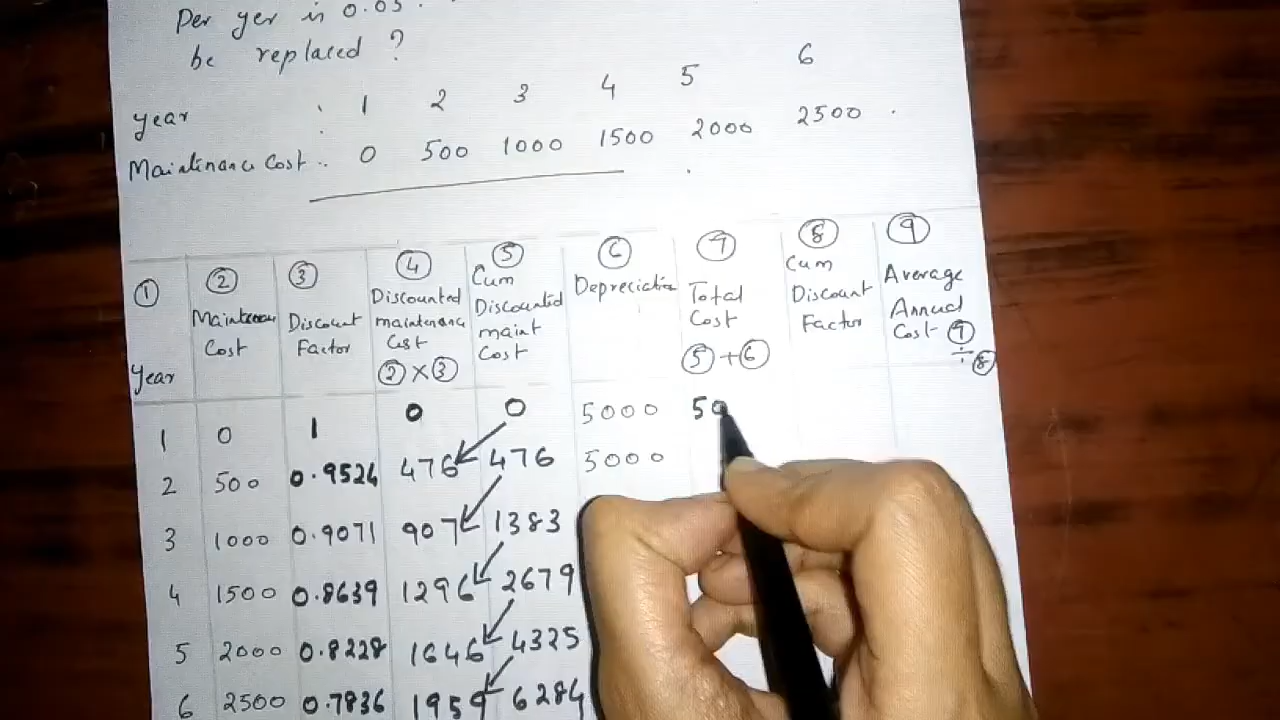 Per yer is 0.05.
be replaced ?
year : 1 2 3 4 5 6
Maintinance Cost .. 0 500 1000 1500 2000 2500 .
① ② ③ ④ ⑤ ⑥ ⑦ ⑧ ⑨
Year
Maintenance
Cost
Discount
Factor
Discounted
maintenance
Cost
② × ③
Cum
Discounted
maint
Cost
Depreciation
Total
Cost
⑤ + ⑥
Cum
Discount
Factor
Average
Annual
Cost ⑦
÷ ⑧
1 0 1 0 0 5000 50
2 500 0.9524 476 476 5000
3 1000 0.9071 907 1383
4 1500 0.8639 1296 2679
5 2000 0.8228 1646 4325
6 2500 0.7836 1959 6284